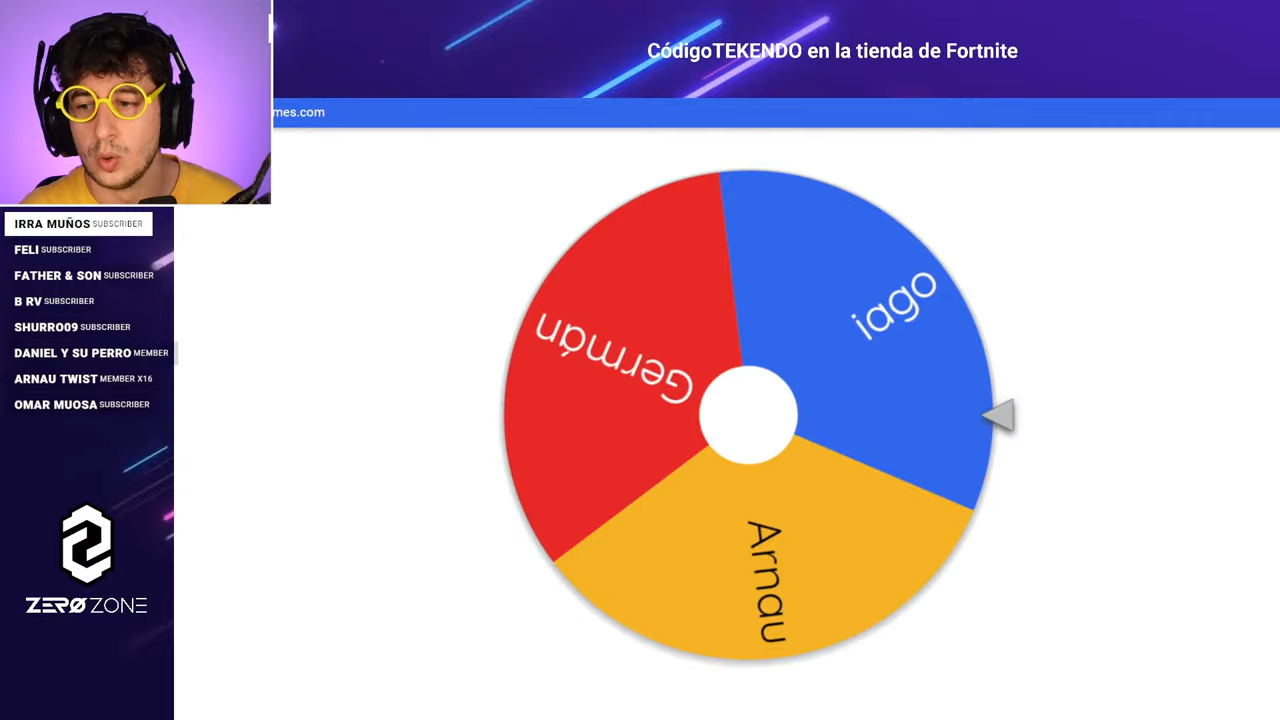 CódigoTEKENDO en la tienda de Fortnite
mes.com
IRRA MUÑOS SUBSCRIBER
FELI SUBSCRIBER
FATHER & SON SUBSCRIBER
B RV SUBSCRIBER
SHURRO09 SUBSCRIBER
DANIEL Y SU PERRO MEMBER
ARNAU TWIST MEMBER X16
OMAR MUOSA SUBSCRIBER
ZERØ ZONE
iago
Germán
Arnau